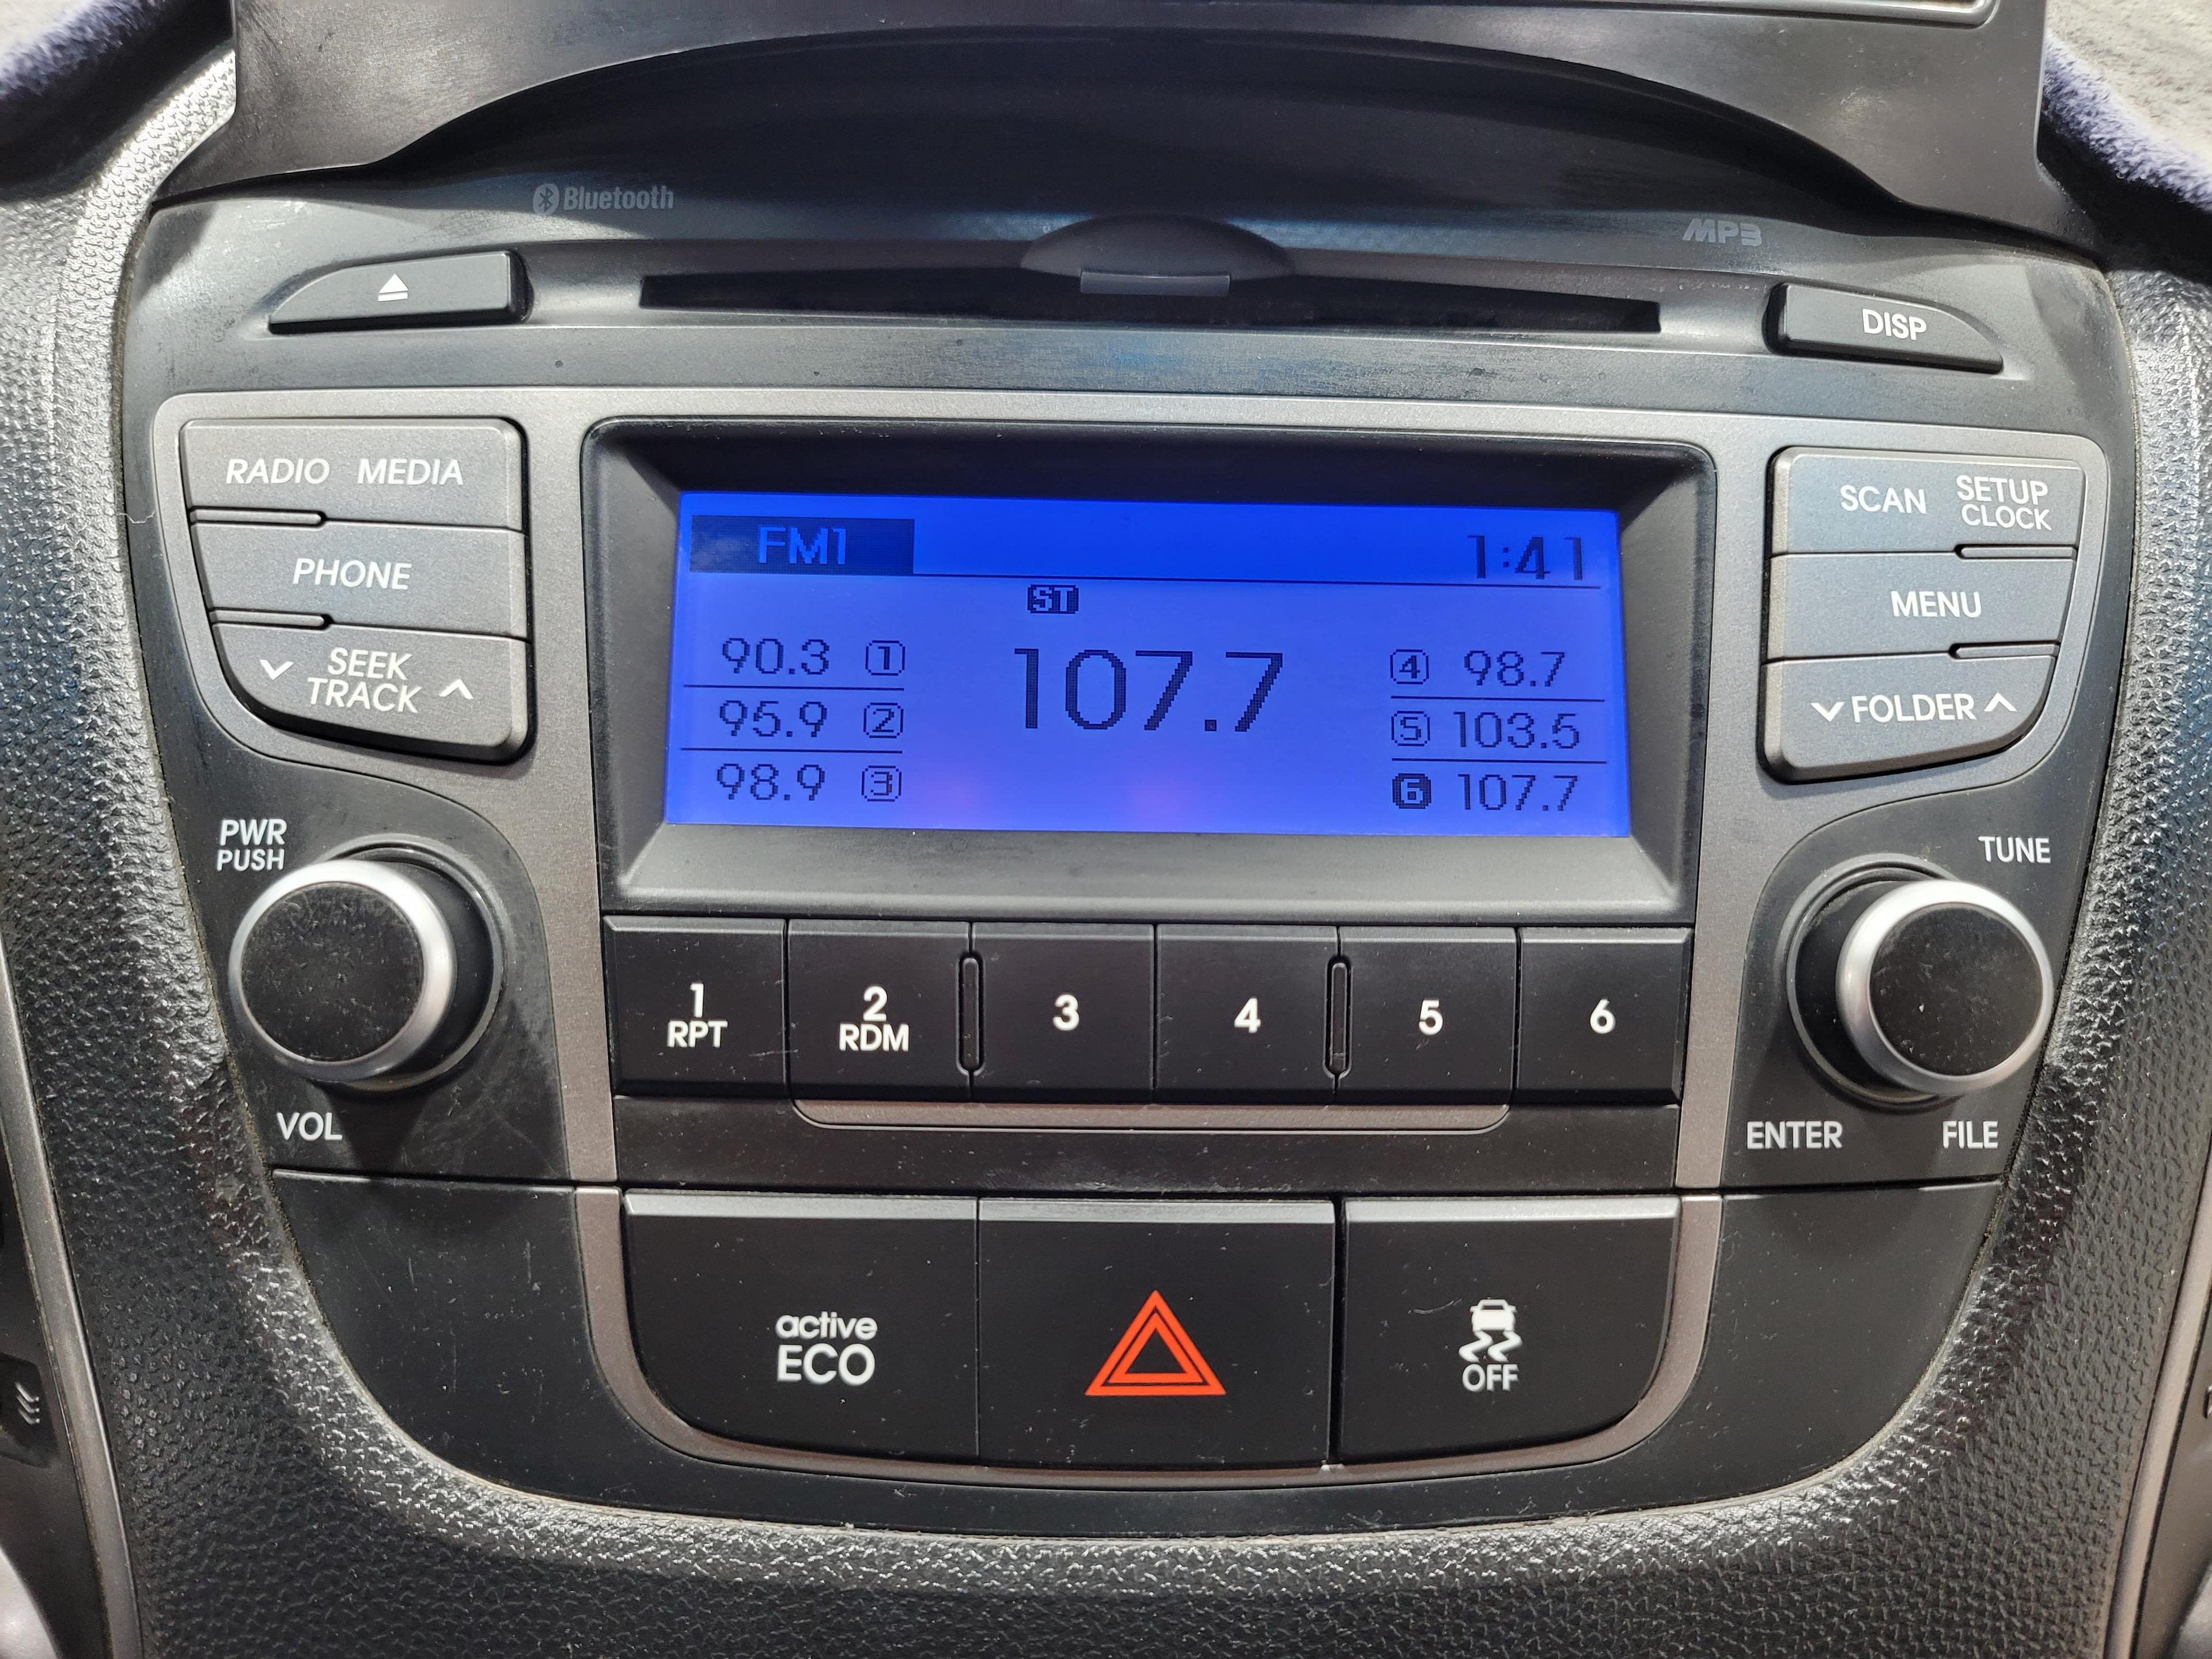 Bluetooth
MP3
DISP
RADIO MEDIA
SCAN SETUP
CLOCK
PHONE
MENU
SEEK
TRACK
FOLDER
FM1
1:41
ST
90.3 1
107.7
4 98.7
95.9 2
5 103.5
98.9 3
6 107.7
PWR
PUSH
TUNE
1
RPT
2
RDM
3
4
5
6
VOL
ENTER
FILE
active
ECO
OFF